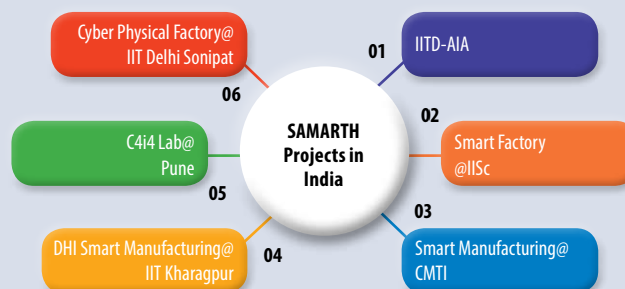 SAMARTH
Projects in
India
01
IITD-AIA
02
Smart Factory
@IISc
03
Smart Manufacturing@
CMTI
04
DHI Smart Manufacturing@
IIT Kharagpur
05
C4i4 Lab@
Pune
06
Cyber Physical Factory@
IIT Delhi Sonipat